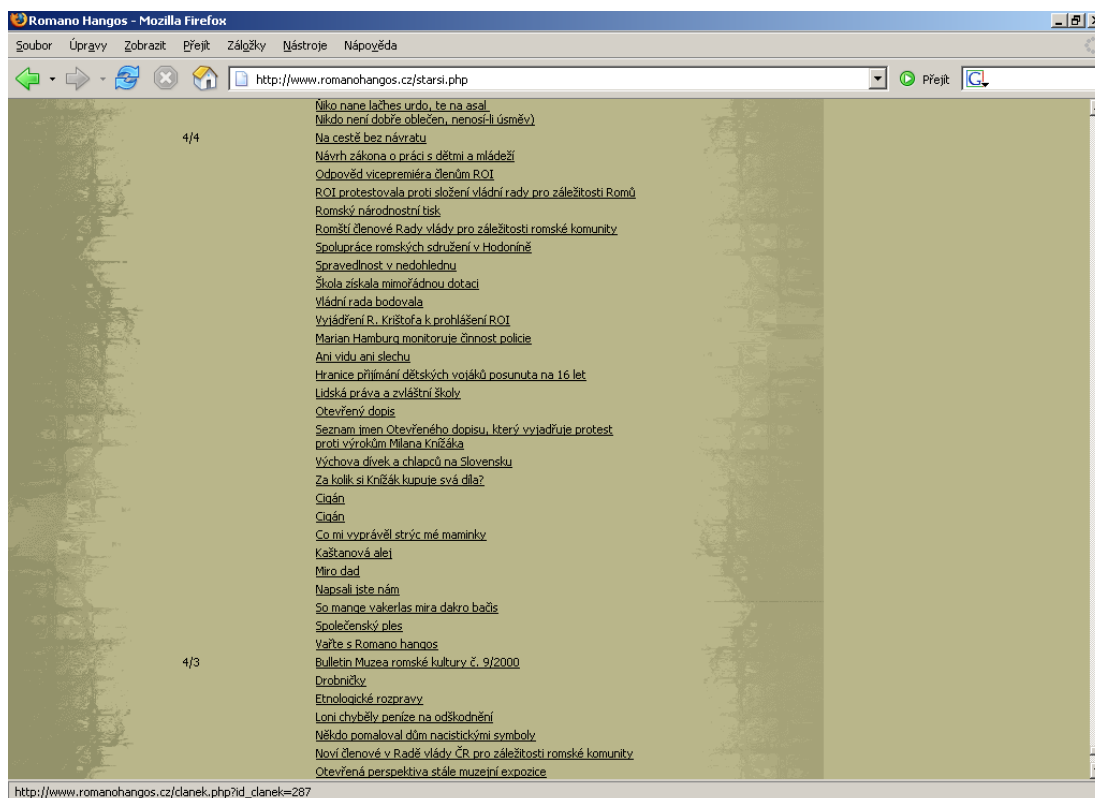 Romano Hangos - Mozilla Firefox
Soubor Úpravy Zobrazit Přejít Záložky Nástroje Nápověda
http://www.romanohangos.cz/starsi.php Přejít G
Ňiko nane lačhes urdo, te na asal
Nikdo není dobře oblečen, nenosí-li úsměv)
4/4 Na cestě bez návratu
Návrh zákona o práci s dětmi a mládeží
Odpověd vicepremiéra členům ROI
ROI protestovala proti složení vládní rady pro záležitosti Romů
Romský národnostní tisk
Romští členové Rady vlády pro záležitosti romské komunity
Spolupráce romských sdružení v Hodoníně
Spravedlnost v nedohlednu
Škola získala mimořádnou dotaci
Vládní rada bodovala
Vyjádření R. Krištofa k prohlášení ROI
Marian Hamburg monitoruje činnost policie
Ani vidu ani slechu
Hranice přijímání dětských vojáků posunuta na 16 let
Lidská práva a zvláštní školy
Otevřený dopis
Seznam jmen Otevřeného dopisu, který vyjadřuje protest
proti výrokům Milana Knížáka
Výchova dívek a chlapců na Slovensku
Za kolik si Knížák kupuje svá díla?
Cigán
Cigán
Co mi vyprávěl strýc mé maminky
Kaštanová alej
Miro dad
Napsali jste nám
So mange vakerlas mira dakro bačis
Společenský ples
Vařte s Romano hangos
4/3 Bulletin Muzea romské kultury č. 9/2000
Drobničky
Etnologické rozpravy
Loni chyběly peníze na odškodnění
Někdo pomaloval dům nacistickými symboly
Noví členové v Radě vlády ČR pro záležitosti romské komunity
Otevřená perspektiva stále muzejní expozice
http://www.romanohangos.cz/clanek.php?id_clanek=287